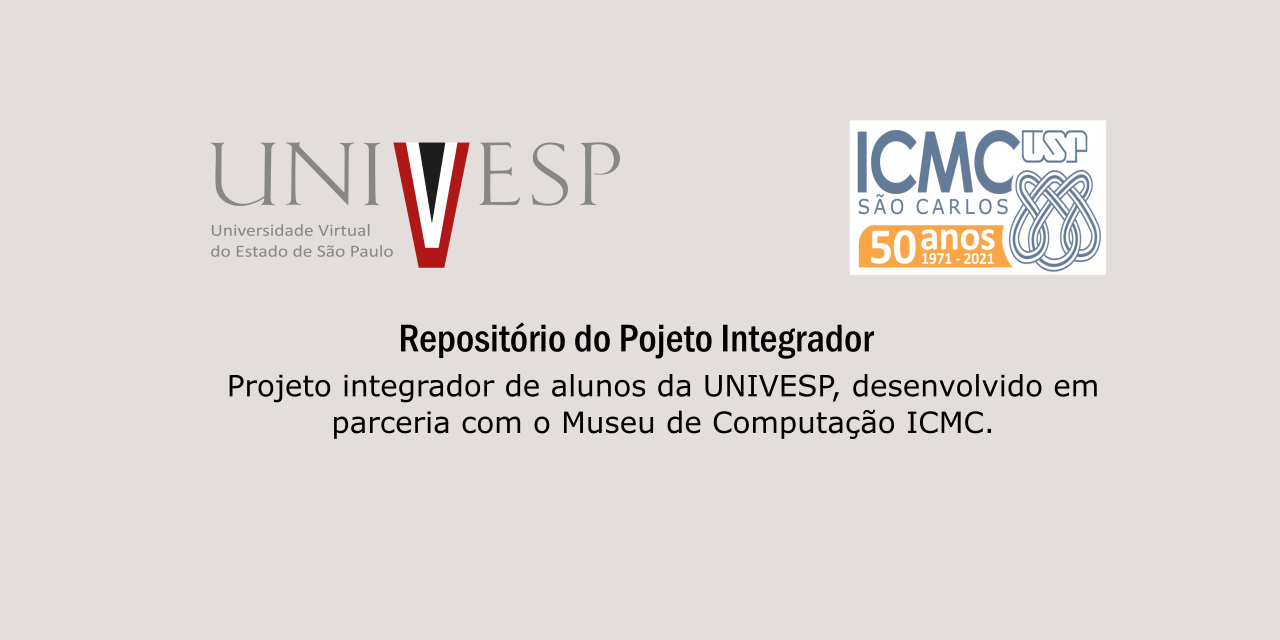 UNIVESP
Universidade Virtual
do Estado de São Paulo
ICMC USP
SÃO CARLOS
50 anos
1971 - 2021
Repositório do Pojeto Integrador
Projeto integrador de alunos da UNIVESP, desenvolvido em
parceria com o Museu de Computação ICMC.